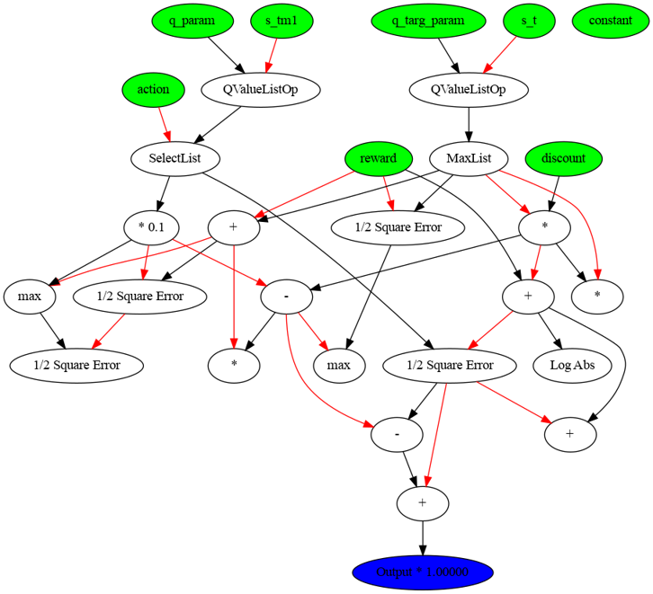 q_param
s_tm1
q_targ_param
s_t
constant
action
QValueListOp
QValueListOp
SelectList
reward
MaxList
discount
* 0.1
+
1/2 Square Error
*
max
1/2 Square Error
-
+
*
1/2 Square Error
*
max
1/2 Square Error
Log Abs
-
+
+
Output * 1.00000